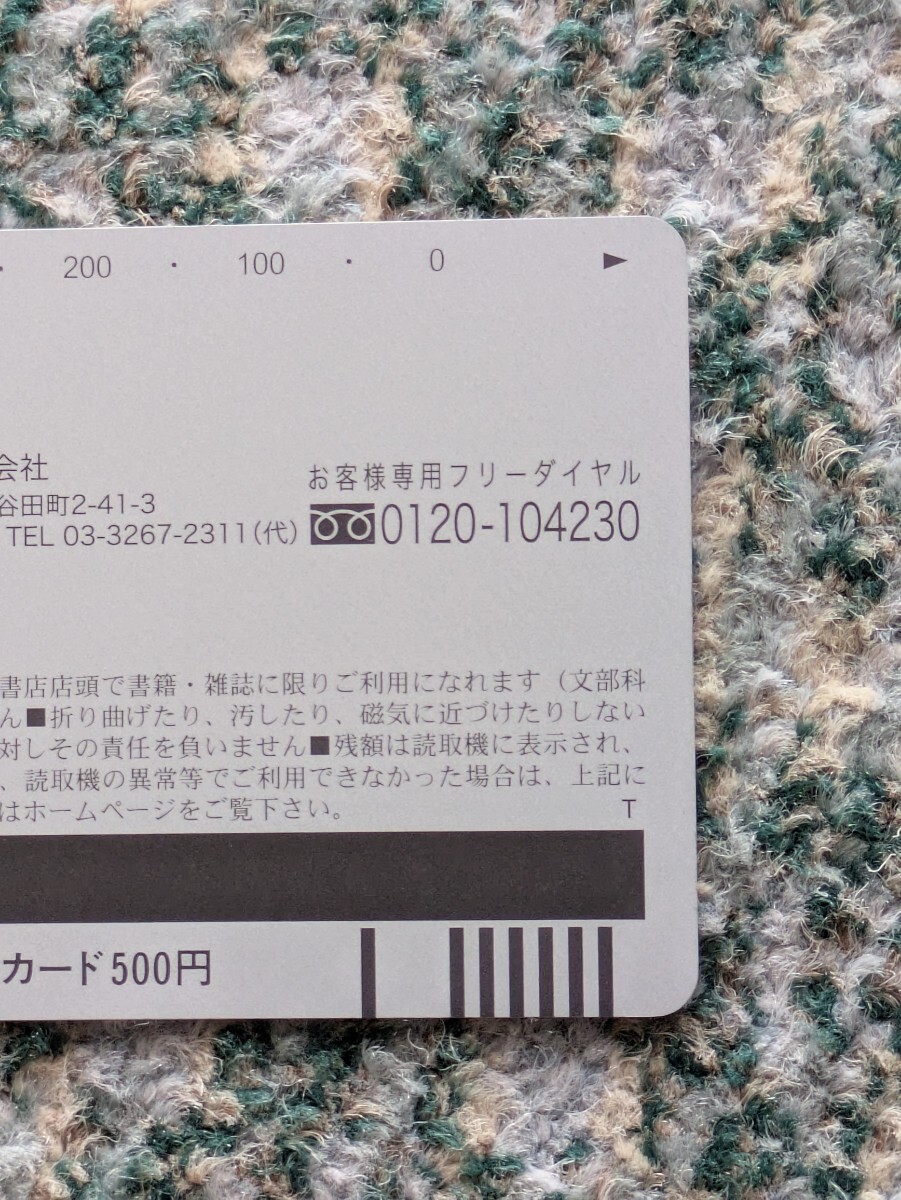 ・ 200 ・ 100 ・ 0 ▶
会社
谷田町2-41-3
TEL 03-3267-2311(代)
お客様専用フリーダイヤル
0120-104230
書店店頭で書籍・雑誌に限りご利用になれます（文部科
ん■折り曲げたり、汚したり、磁気に近づけたりしない
対しその責任を負いません■残額は読取機に表示され、
、読取機の異常等でご利用できなかった場合は、上記に
はホームページをご覧下さい。
T
カード500円